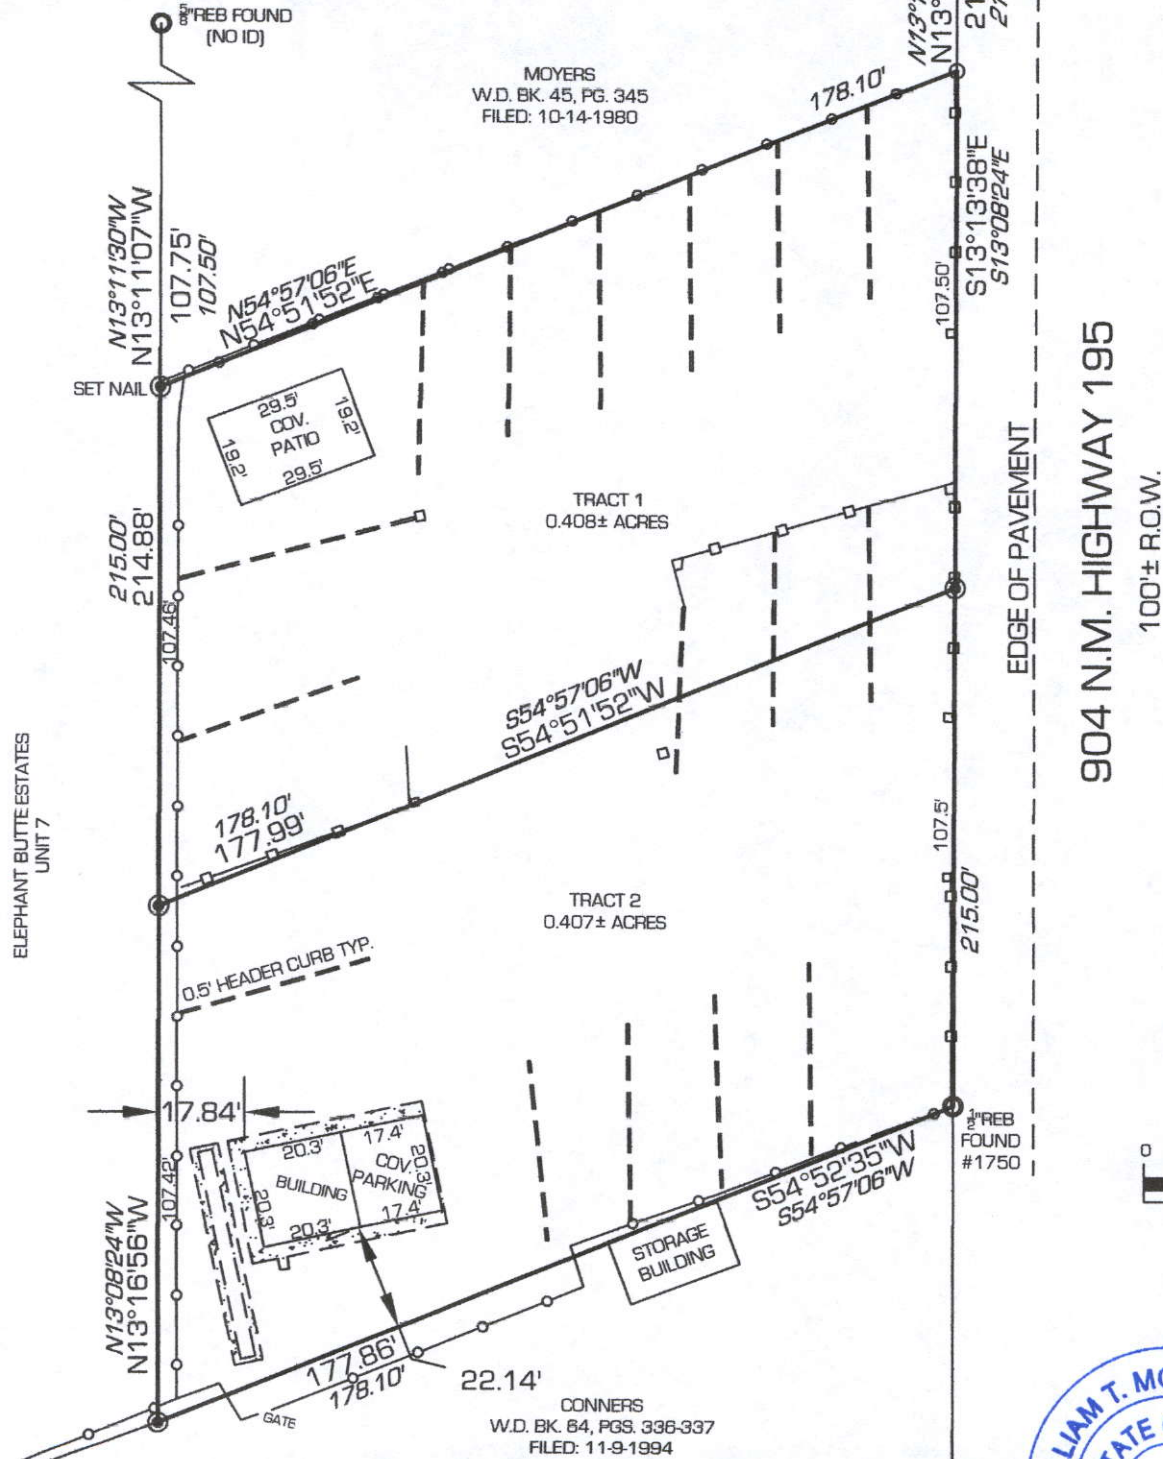 5/8"REB FOUND
(NO ID)
MOYERS
W.D. BK. 45, PG. 345
FILED: 10-14-1980
178.10'
N13°
21
S13°13'38"E
S13°08'24"E
N13°11'30"W
N13°11'07"W
107.75'
107.50'
N54°57'06"E
N54°51'52"E
107.50'
SET NAIL
29.5'
COV.
PATIO
19.2'
19.2'
29.5'
TRACT 1
0.408± ACRES
215.00'
214.88'
107.46'
EDGE OF PAVEMENT
904 N.M. HIGHWAY 195
100'± R.O.W.
S54°57'06"W
S54°51'52"W
178.10'
177.99'
ELEPHANT BUTTE ESTATES
UNIT 7
107.5'
215.00'
TRACT 2
0.407± ACRES
0.5' HEADER CURB TYP.
17.84'
20.3'
17.4'
BUILDING
COV.
PARKING
20.3'
20.3'
20.3'
17.4'
107.42'
N13°08'24"W
N13°16'56"W
1/2"REB
FOUND
#1750
0
S54°52'35"W
S54°57'06"W
STORAGE
BUILDING
177.86'
178.10'
22.14'
GATE
CONNERS
W.D. BK. 64, PGS. 336-337
FILED: 11-9-1994
LIAM T. MC
ATE